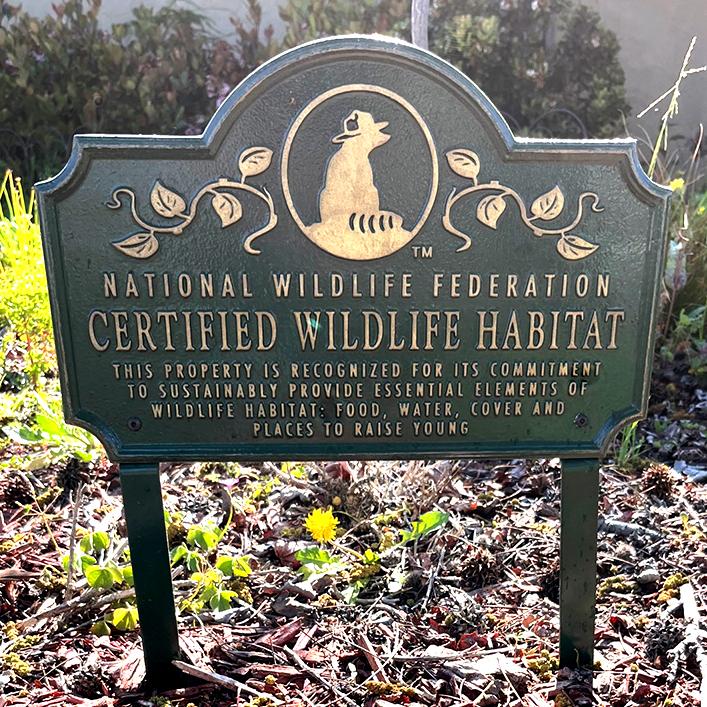 TM
NATIONAL WILDLIFE FEDERATION
CERTIFIED WILDLIFE HABITAT
THIS PROPERTY IS RECOGNIZED FOR ITS COMMITMENT
TO SUSTAINABLY PROVIDE ESSENTIAL ELEMENTS OF
WILDLIFE HABITAT: FOOD, WATER, COVER AND
PLACES TO RAISE YOUNG